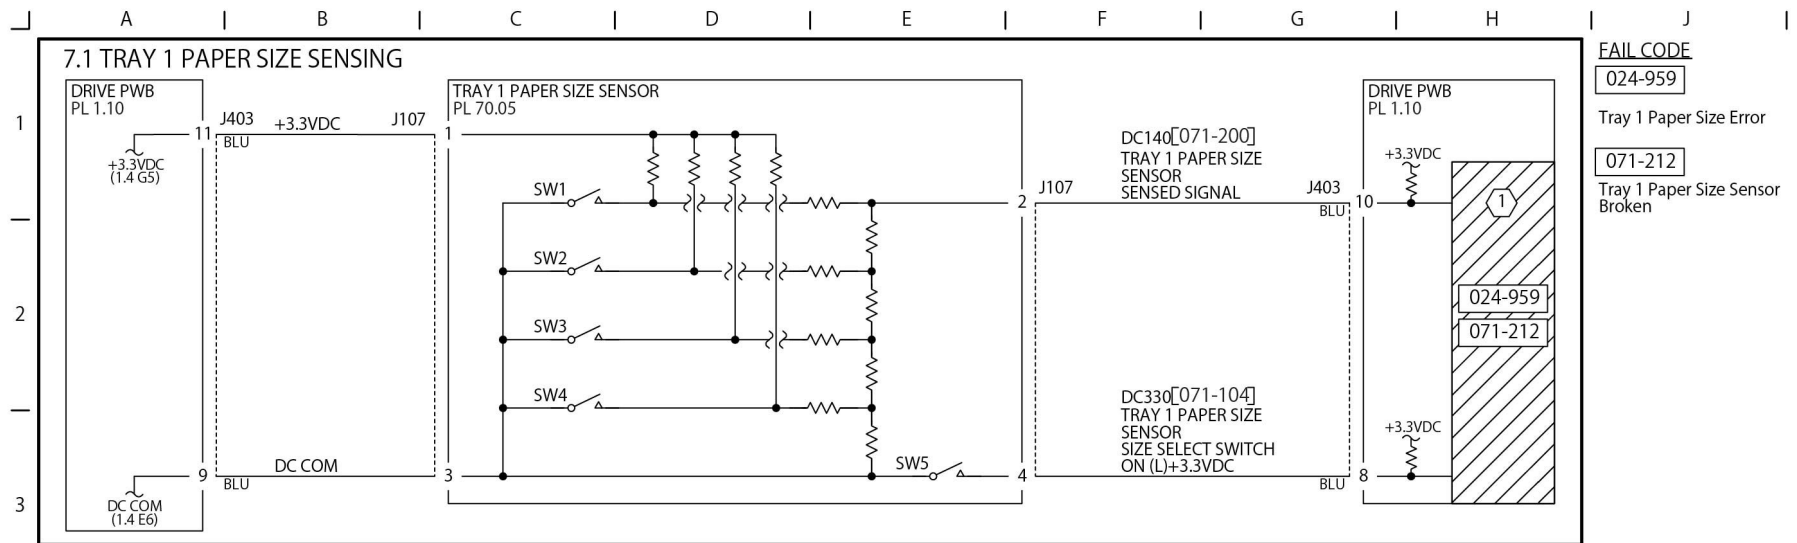 A B C D E F G H J
7.1 TRAY 1 PAPER SIZE SENSING
1
2
3
DRIVE PWB
PL 1.10
+3.3VDC
(1.4 G5)
11
J403
BLU
+3.3VDC
J107
1
DC COM
(1.4 E6)
9
BLU
DC COM
3
TRAY 1 PAPER SIZE SENSOR
PL 70.05
SW1
SW2
SW3
SW4
SW5
2
J107
4
DC140[071-200]
TRAY 1 PAPER SIZE
SENSOR
SENSED SIGNAL
J403
BLU
10
DC330[071-104]
TRAY 1 PAPER SIZE
SENSOR
SIZE SELECT SWITCH
ON (L)+3.3VDC
BLU
8
DRIVE PWB
PL 1.10
+3.3VDC
1
024-959
071-212
+3.3VDC
FAIL CODE
024-959
Tray 1 Paper Size Error
071-212
Tray 1 Paper Size Sensor
Broken